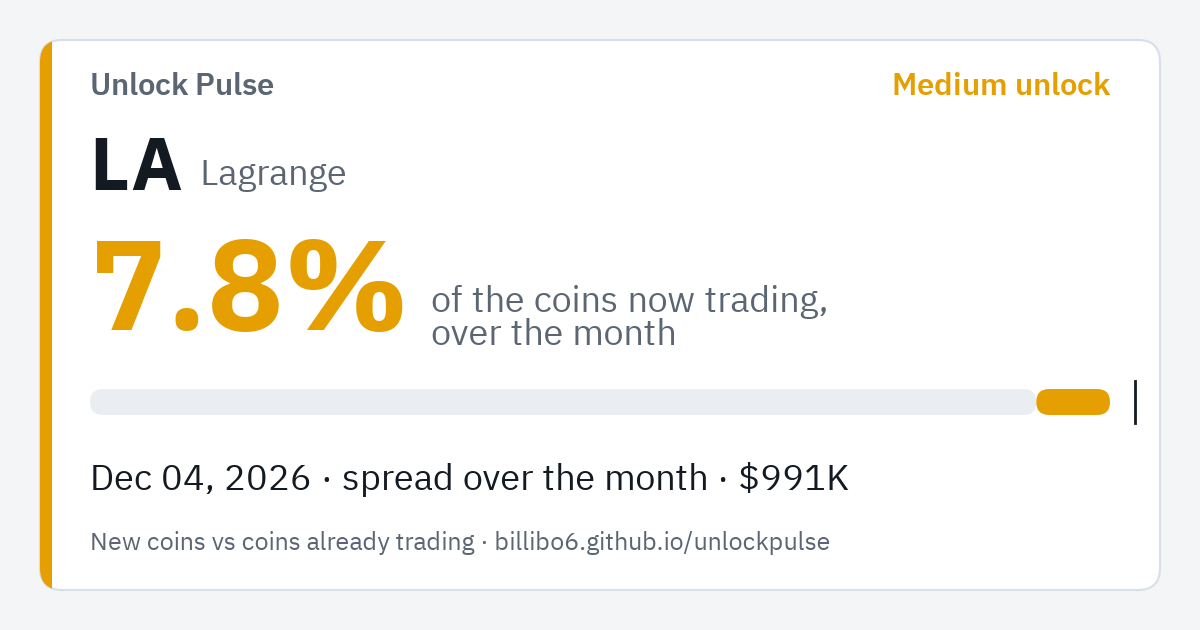 Unlock Pulse
Medium unlock
LA Lagrange
7.8% of the coins now trading,
over the month
Dec 04, 2026 · spread over the month · $991K
New coins vs coins already trading · billibo6.github.io/unlockpulse